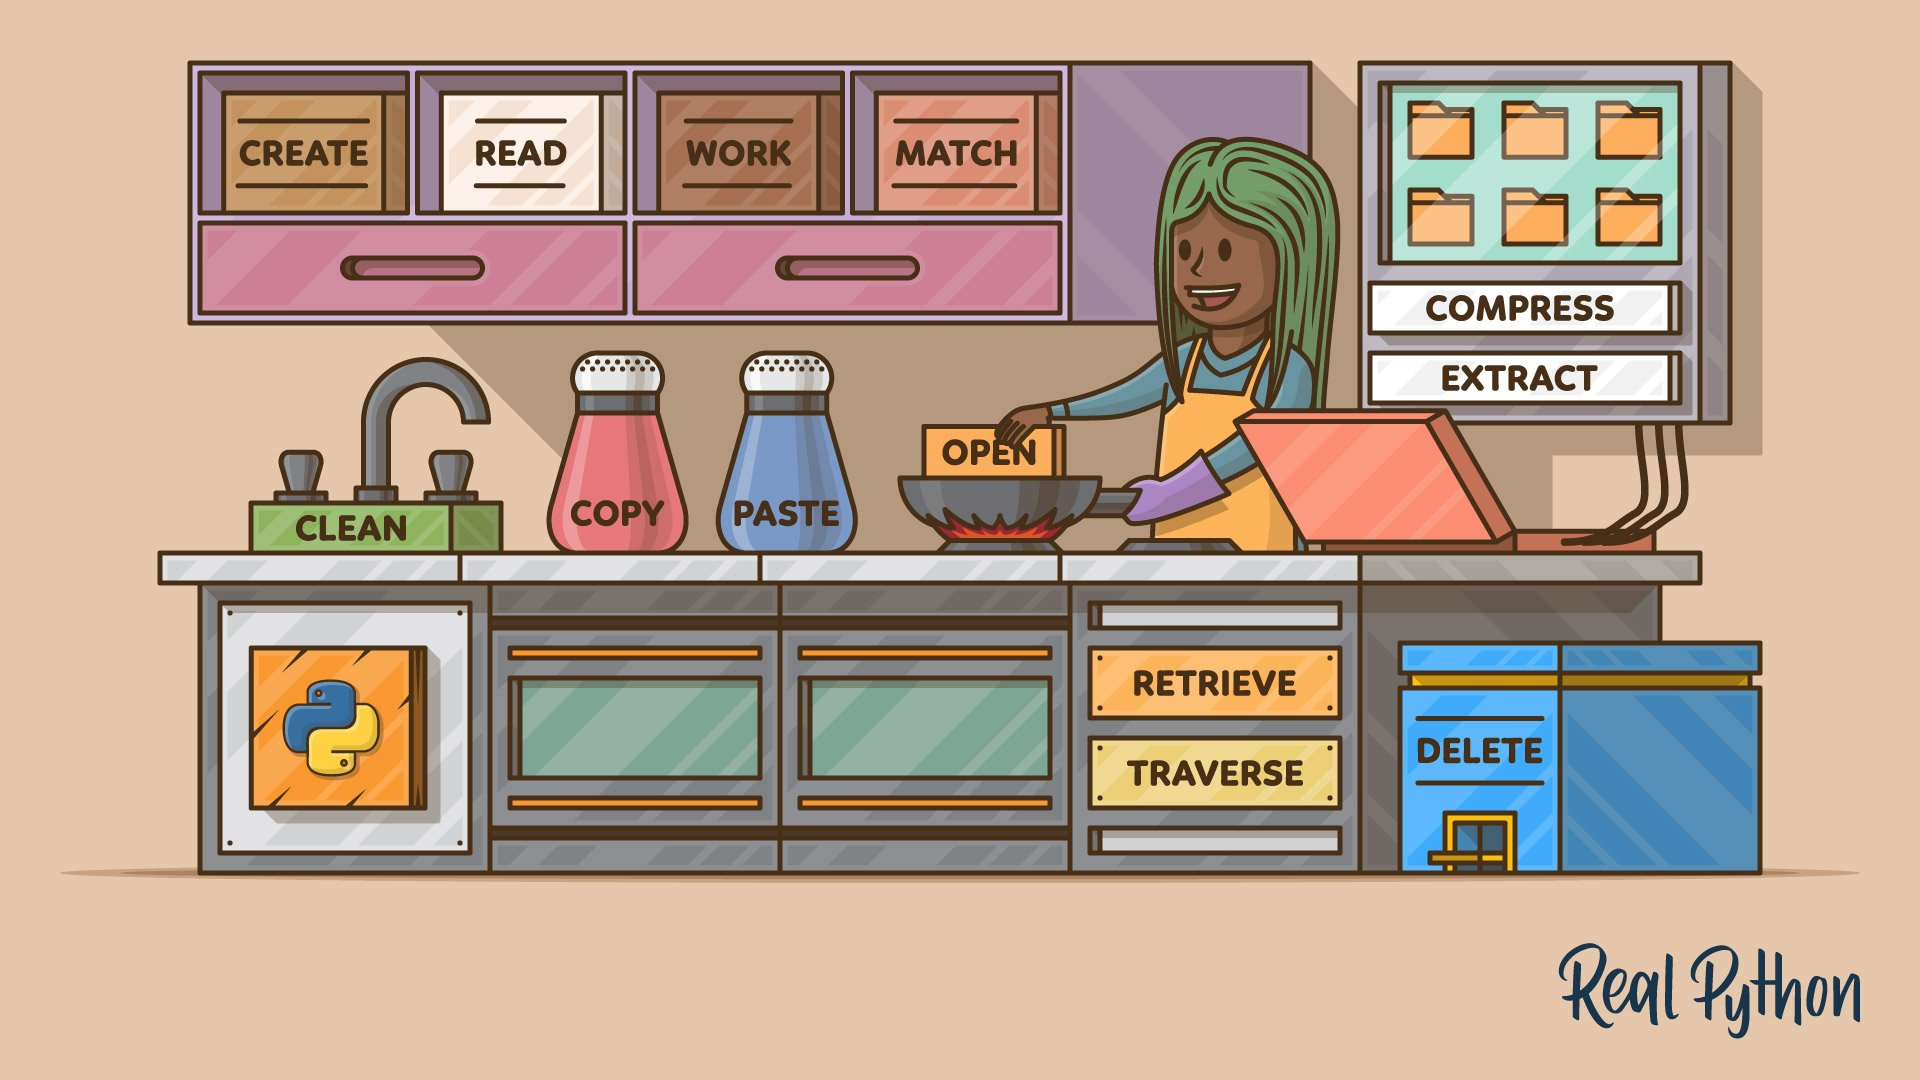 CREATE
READ
WORK
MATCH
COMPRESS
EXTRACT
OPEN
CLEAN
COPY
PASTE
RETRIEVE
TRAVERSE
DELETE
Real Python